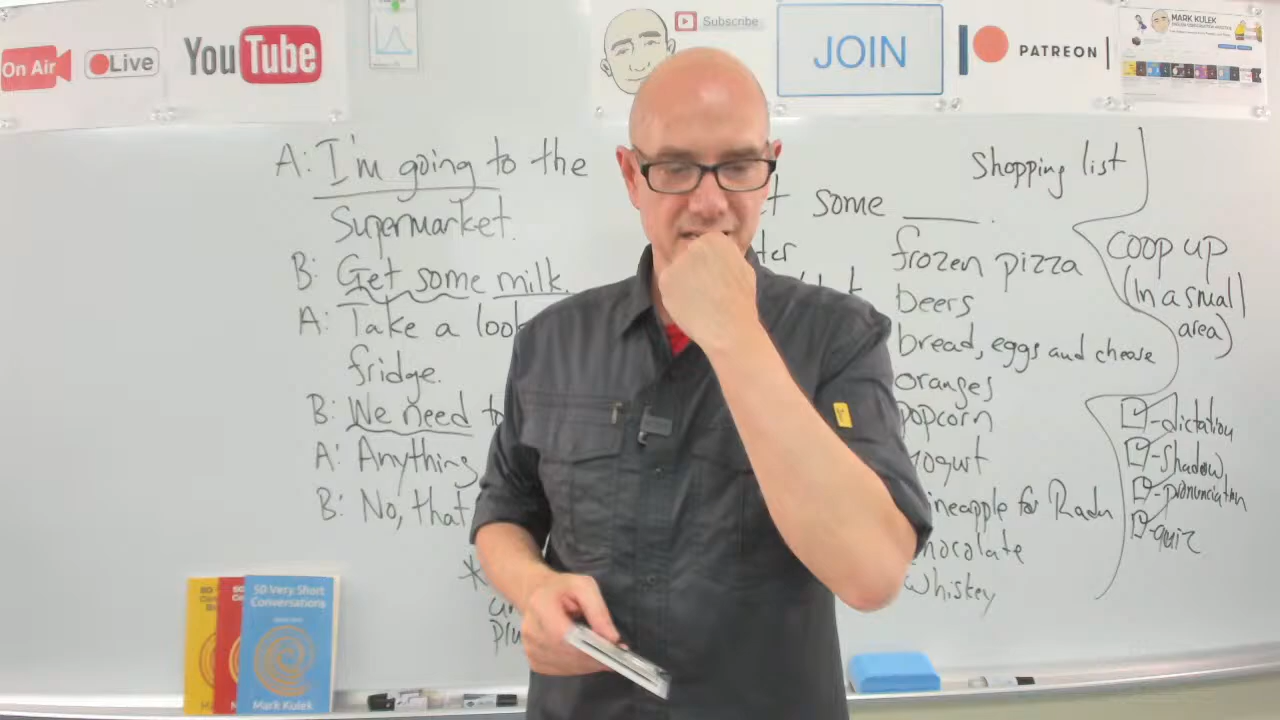 On Air
Live
YouTube
Subscribe
JOIN
PATREON
MARK KULEK
A: I'm going to the
Supermarket.
B: Get some milk.
A: Take a look
fridge.
B: We need to
A: Anything
B: No, that
some ____.
Shopping list
frozen pizza
beers
bread, eggs and cheese
oranges
popcorn
yogurt
pineapple for Radu
chocolate
whiskey
coop up
(in a small
area)
-dictation
-shadow
-pronunciation
-quiz
50 Very Short
Conversations
Mark Kulek